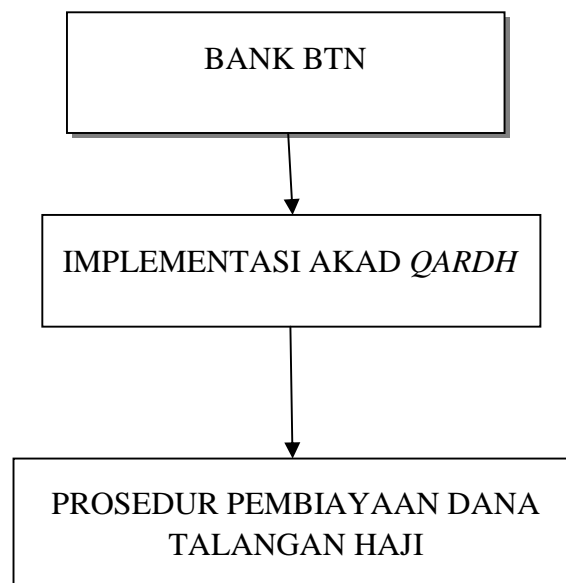 BANK BTN
IMPLEMENTASI AKAD QARDH
PROSEDUR PEMBIAYAAN DANA
TALANGAN HAJI